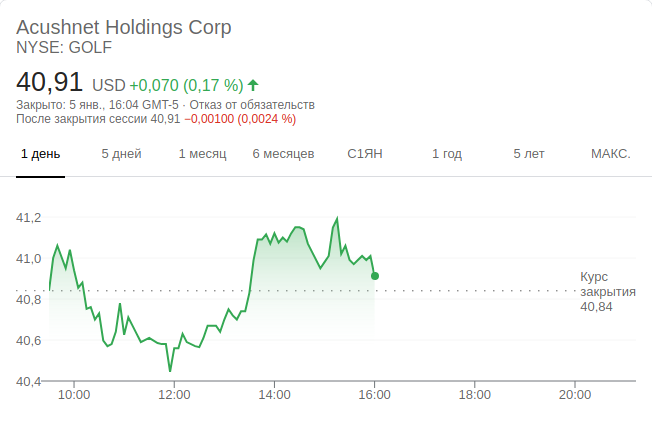 Acushnet Holdings Corp
NYSE: GOLF
40,91 USD +0,070 (0,17 %)
Закрыто: 5 янв., 16:04 GMT-5 · Отказ от обязательств
После закрытия сессии 40,91 −0,00100 (0,0024 %)
1 день 5 дней 1 месяц 6 месяцев С1ЯН 1 год 5 лет МАКС.
41,2
41,0
40,8
40,6
40,4
Курс
закрытия
40,84
10:00 12:00 14:00 16:00 18:00 20:00